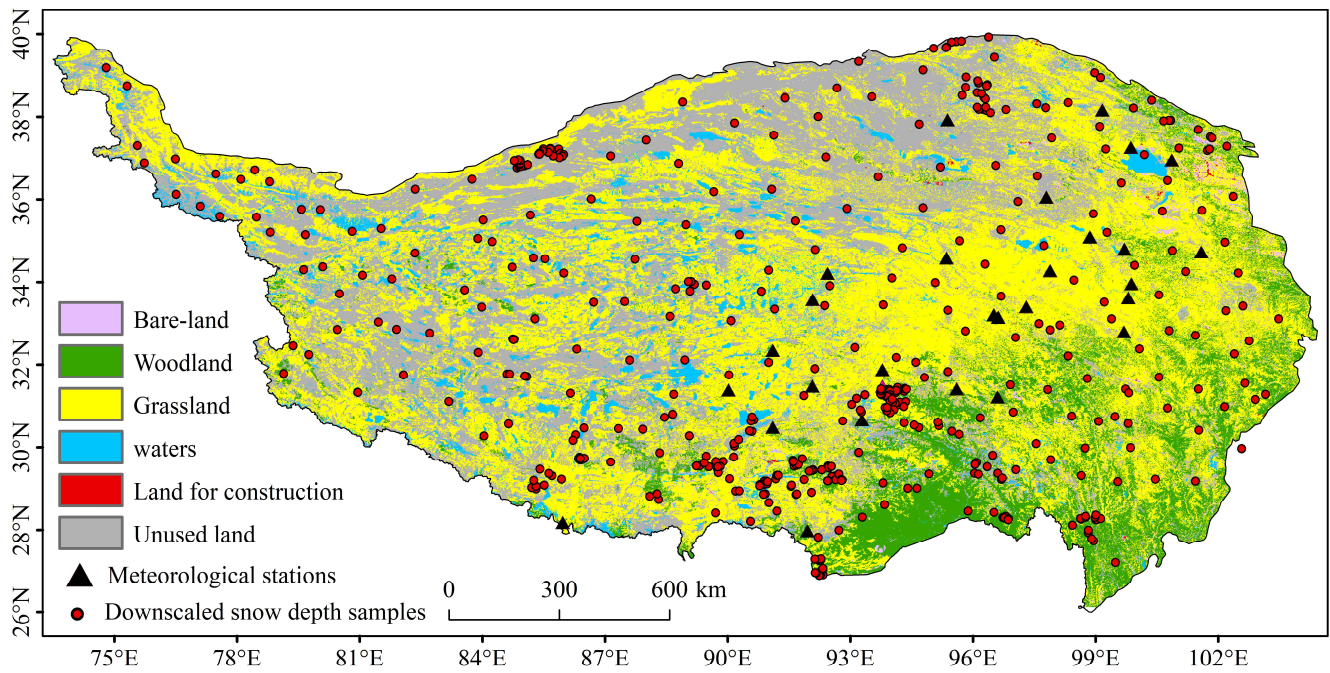 40°N
38°N
36°N
34°N
32°N
30°N
28°N
26°N
Bare-land
Woodland
Grassland
waters
Land for construction
Unused land
Meteorological stations
Downscaled snow depth samples
0 300 600 km
75°E 78°E 81°E 84°E 87°E 90°E 93°E 96°E 99°E 102°E